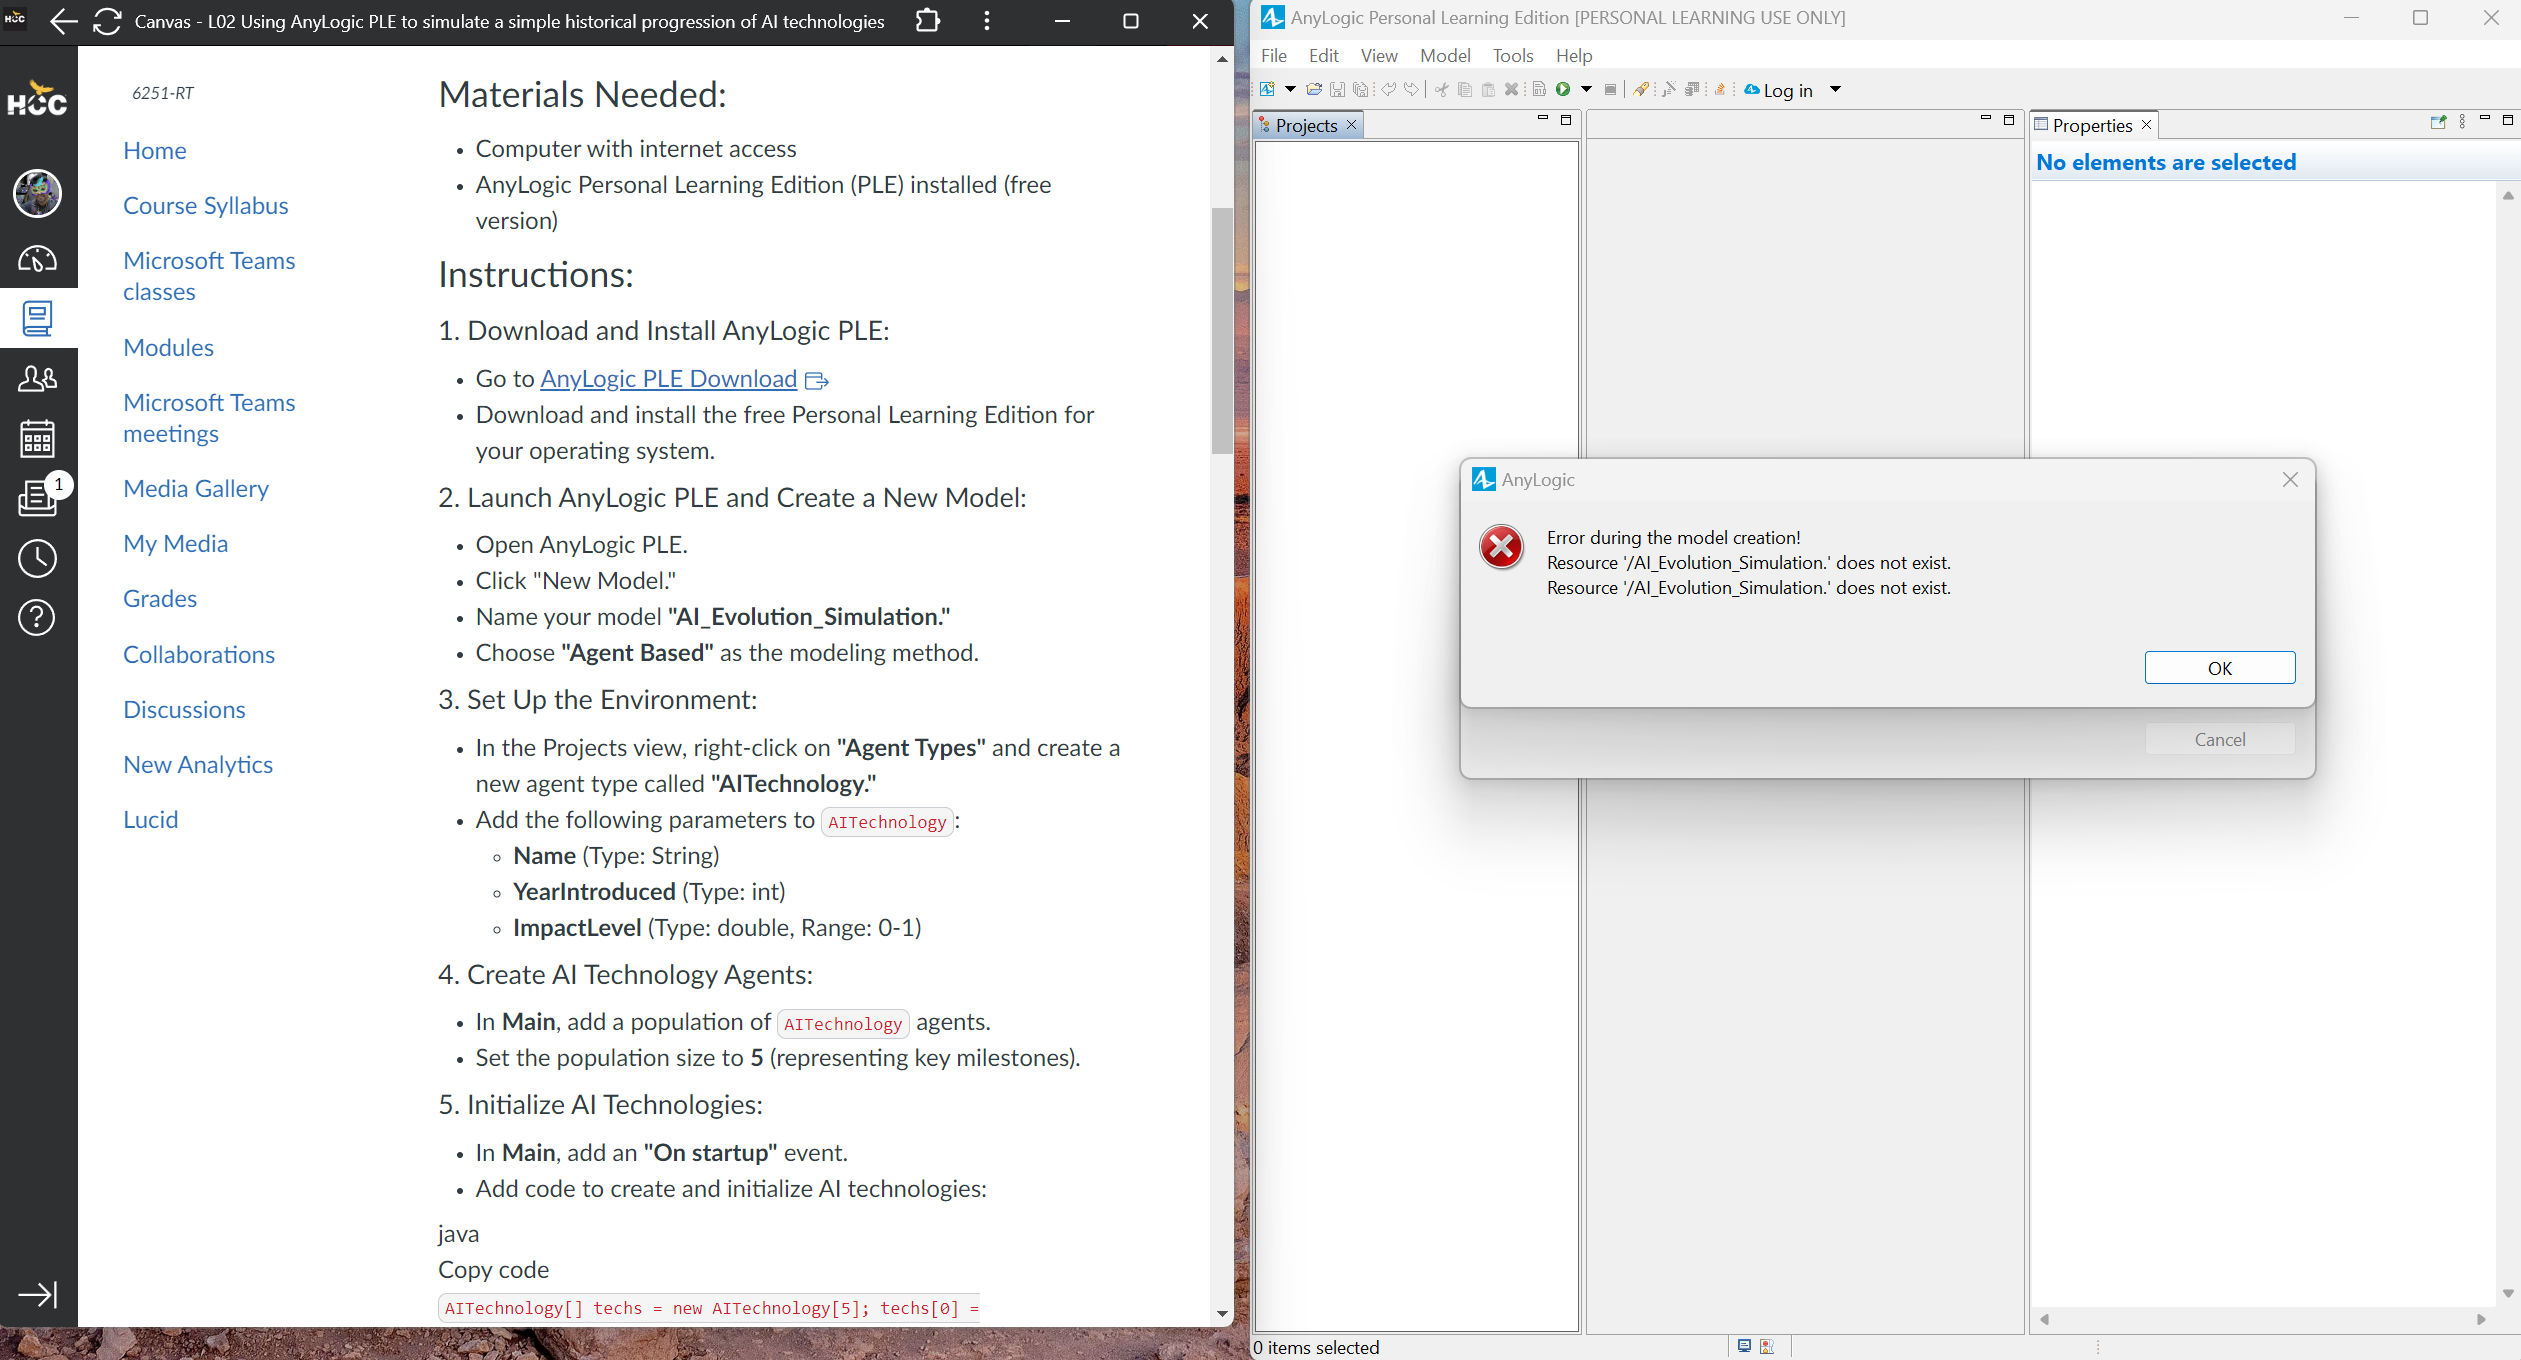 HCC
Canvas - L02 Using AnyLogic PLE to simulate a simple historical progression of AI technologies
HCC
1
6251-RT
Home
Course Syllabus
Microsoft Teams
classes
Modules
Microsoft Teams
meetings
Media Gallery
My Media
Grades
Collaborations
Discussions
New Analytics
Lucid
Materials Needed:
• Computer with internet access
• AnyLogic Personal Learning Edition (PLE) installed (free
version)
Instructions:
1. Download and Install AnyLogic PLE:
• Go to AnyLogic PLE Download
• Download and install the free Personal Learning Edition for
your operating system.
2. Launch AnyLogic PLE and Create a New Model:
• Open AnyLogic PLE.
• Click "New Model."
• Name your model "AI_Evolution_Simulation."
• Choose "Agent Based" as the modeling method.
3. Set Up the Environment:
• In the Projects view, right-click on "Agent Types" and create a
new agent type called "AITechnology."
• Add the following parameters to AITechnology:
◦ Name (Type: String)
◦ YearIntroduced (Type: int)
◦ ImpactLevel (Type: double, Range: 0-1)
4. Create AI Technology Agents:
• In Main, add a population of AITechnology agents.
• Set the population size to 5 (representing key milestones).
5. Initialize AI Technologies:
• In Main, add an "On startup" event.
• Add code to create and initialize AI technologies:
java
Copy code
AITechnology[] techs = new AITechnology[5]; techs[0] =
AnyLogic Personal Learning Edition [PERSONAL LEARNING USE ONLY]
File Edit View Model Tools Help
Log in
Projects
Properties
No elements are selected
AnyLogic
Error during the model creation!
Resource '/AI_Evolution_Simulation.' does not exist.
Resource '/AI_Evolution_Simulation.' does not exist.
OK
Cancel
0 items selected